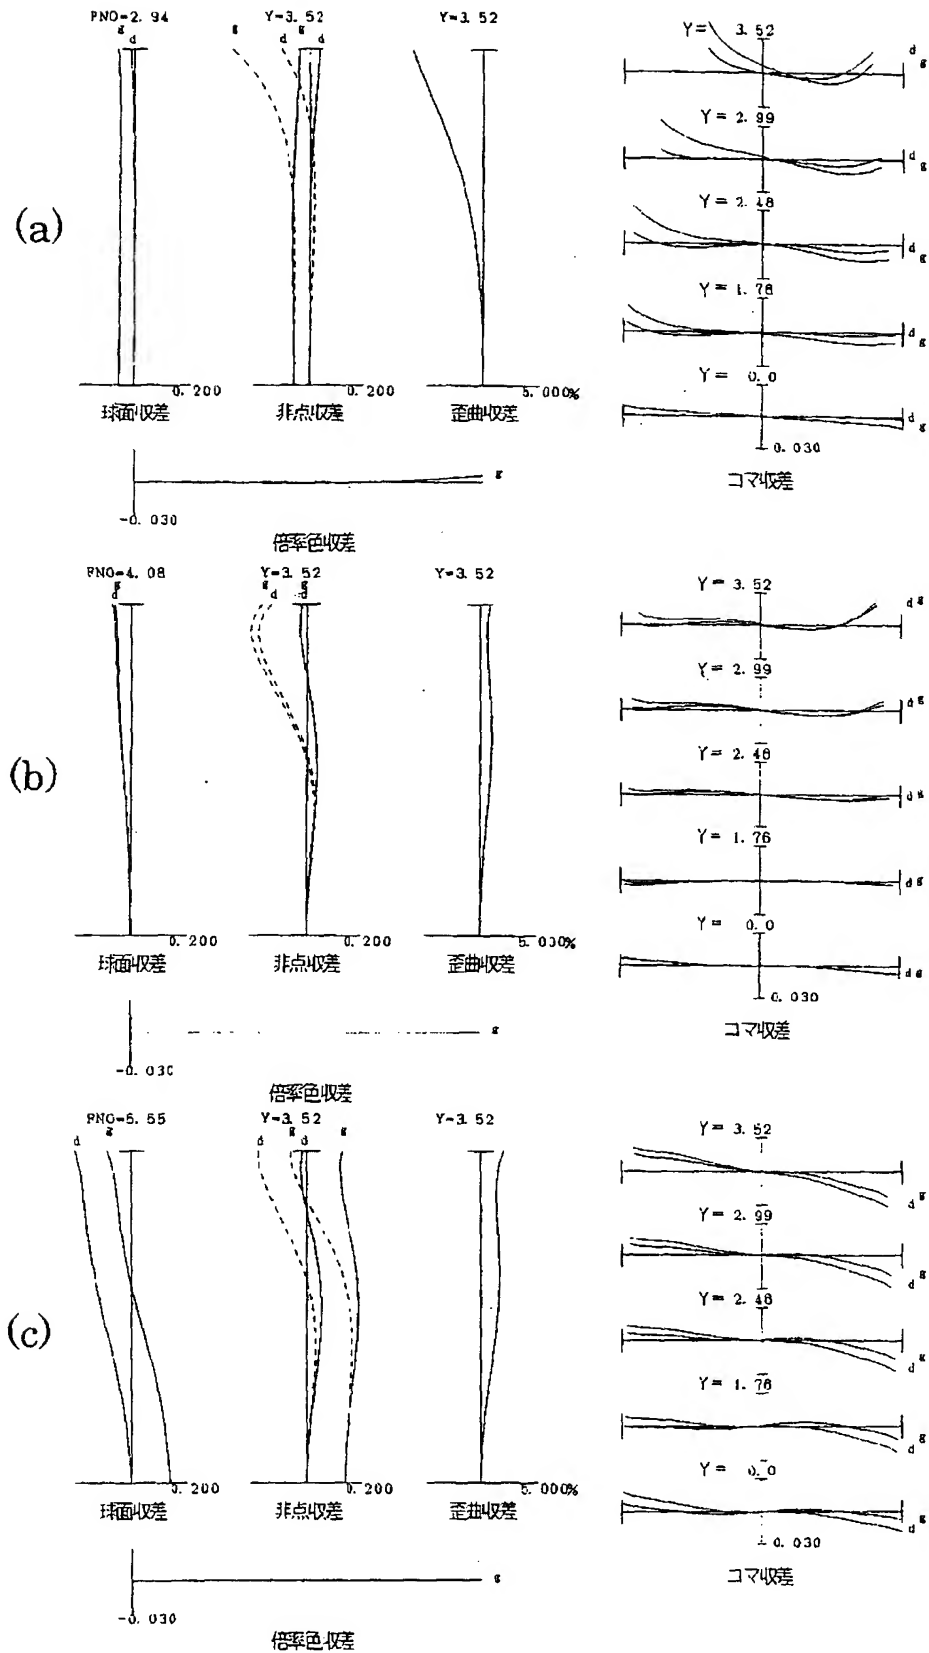 (a)
FNO=2.94
g
d
0.200
球面収差
Y=3.52
g d g d
0.200
非点収差
Y=3.52
5.000%
歪曲収差
g
-0.030
倍率色収差
Y= 3.52
d g
Y= 2.99
d g
Y= 2.48
d g
Y= 1.76
d g
Y= 0.0
d g
0.030
コマ収差
(b)
FNO=4.08
g
d
0.200
球面収差
Y=3.52
g d g d
0.200
非点収差
Y=3.52
歪曲収差
g
-0.030
倍率色収差
Y= 3.52
d g
Y= 2.99
d g
Y= 2.48
d g
Y= 1.76
d g
Y= 0.0
d g
0.030
コマ収差
(c)
FNO=5.55
d g
0.200
球面収差
Y=3.52
d g d g
0.200
非点収差
Y=3.52
5.000%
歪曲収差
g
-0.030
倍率色収差
Y= 3.52
d g
Y= 2.99
d g
Y= 2.48
d g
Y= 1.76
d g
Y= 0.0
d g
0.030
コマ収差